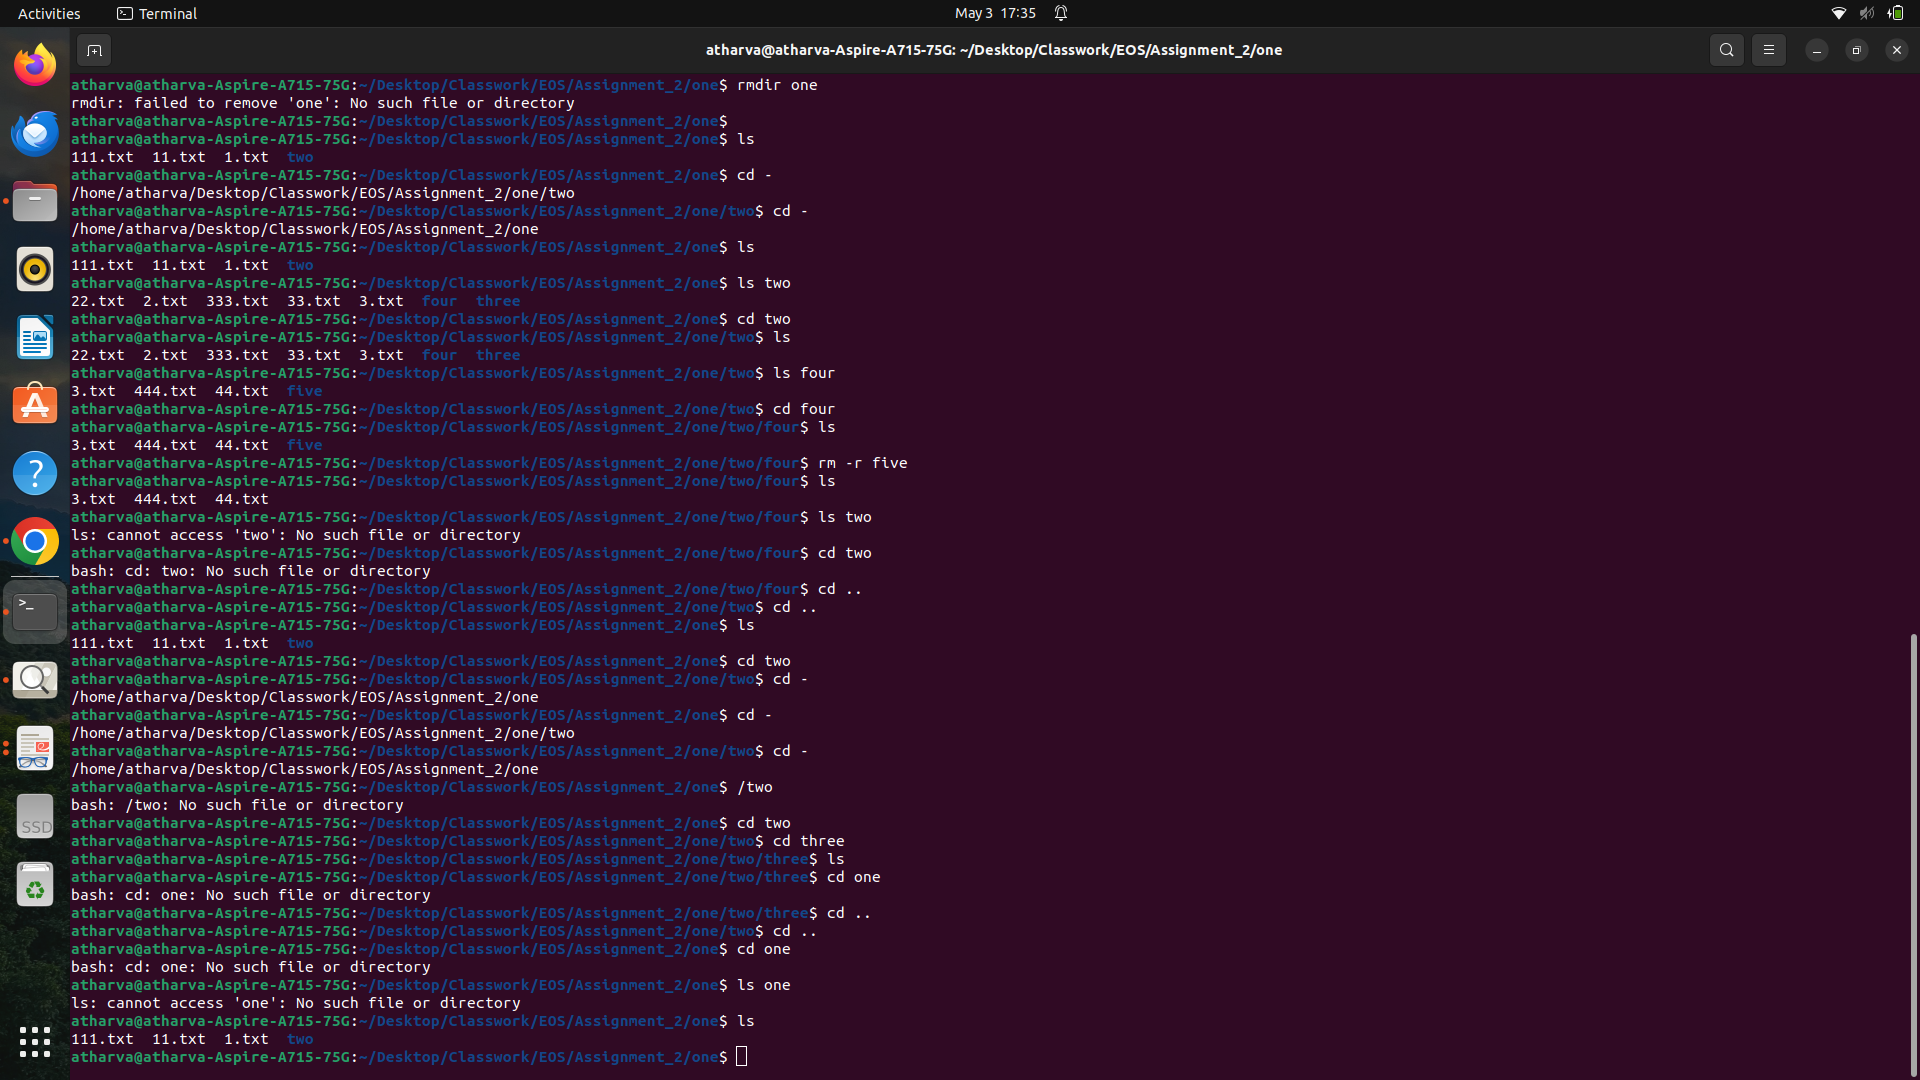 Activities Terminal May 3 17:35
atharva@atharva-Aspire-A715-75G: ~/Desktop/Classwork/EOS/Assignment_2/one
atharva@atharva-Aspire-A715-75G:~/Desktop/Classwork/EOS/Assignment_2/one$ rmdir one
rmdir: failed to remove 'one': No such file or directory
atharva@atharva-Aspire-A715-75G:~/Desktop/Classwork/EOS/Assignment_2/one$
atharva@atharva-Aspire-A715-75G:~/Desktop/Classwork/EOS/Assignment_2/one$ ls
111.txt  11.txt  1.txt  two
atharva@atharva-Aspire-A715-75G:~/Desktop/Classwork/EOS/Assignment_2/one$ cd -
/home/atharva/Desktop/Classwork/EOS/Assignment_2/one/two
atharva@atharva-Aspire-A715-75G:~/Desktop/Classwork/EOS/Assignment_2/one/two$ cd -
/home/atharva/Desktop/Classwork/EOS/Assignment_2/one
atharva@atharva-Aspire-A715-75G:~/Desktop/Classwork/EOS/Assignment_2/one$ ls
111.txt  11.txt  1.txt  two
atharva@atharva-Aspire-A715-75G:~/Desktop/Classwork/EOS/Assignment_2/one$ ls two
22.txt  2.txt  333.txt  33.txt  3.txt  four  three
atharva@atharva-Aspire-A715-75G:~/Desktop/Classwork/EOS/Assignment_2/one$ cd two
atharva@atharva-Aspire-A715-75G:~/Desktop/Classwork/EOS/Assignment_2/one/two$ ls
22.txt  2.txt  333.txt  33.txt  3.txt  four  three
atharva@atharva-Aspire-A715-75G:~/Desktop/Classwork/EOS/Assignment_2/one/two$ ls four
3.txt  444.txt  44.txt  five
atharva@atharva-Aspire-A715-75G:~/Desktop/Classwork/EOS/Assignment_2/one/two$ cd four
atharva@atharva-Aspire-A715-75G:~/Desktop/Classwork/EOS/Assignment_2/one/two/four$ ls
3.txt  444.txt  44.txt  five
atharva@atharva-Aspire-A715-75G:~/Desktop/Classwork/EOS/Assignment_2/one/two/four$ rm -r five
atharva@atharva-Aspire-A715-75G:~/Desktop/Classwork/EOS/Assignment_2/one/two/four$ ls
3.txt  444.txt  44.txt
atharva@atharva-Aspire-A715-75G:~/Desktop/Classwork/EOS/Assignment_2/one/two/four$ ls two
ls: cannot access 'two': No such file or directory
atharva@atharva-Aspire-A715-75G:~/Desktop/Classwork/EOS/Assignment_2/one/two/four$ cd two
bash: cd: two: No such file or directory
atharva@atharva-Aspire-A715-75G:~/Desktop/Classwork/EOS/Assignment_2/one/two/four$ cd ..
atharva@atharva-Aspire-A715-75G:~/Desktop/Classwork/EOS/Assignment_2/one/two$ cd ..
atharva@atharva-Aspire-A715-75G:~/Desktop/Classwork/EOS/Assignment_2/one$ ls
111.txt  11.txt  1.txt  two
atharva@atharva-Aspire-A715-75G:~/Desktop/Classwork/EOS/Assignment_2/one$ cd two
atharva@atharva-Aspire-A715-75G:~/Desktop/Classwork/EOS/Assignment_2/one/two$ cd -
/home/atharva/Desktop/Classwork/EOS/Assignment_2/one
atharva@atharva-Aspire-A715-75G:~/Desktop/Classwork/EOS/Assignment_2/one$ cd -
/home/atharva/Desktop/Classwork/EOS/Assignment_2/one/two
atharva@atharva-Aspire-A715-75G:~/Desktop/Classwork/EOS/Assignment_2/one/two$ cd -
/home/atharva/Desktop/Classwork/EOS/Assignment_2/one
atharva@atharva-Aspire-A715-75G:~/Desktop/Classwork/EOS/Assignment_2/one$ /two
bash: /two: No such file or directory
atharva@atharva-Aspire-A715-75G:~/Desktop/Classwork/EOS/Assignment_2/one$ cd two
atharva@atharva-Aspire-A715-75G:~/Desktop/Classwork/EOS/Assignment_2/one/two$ cd three
atharva@atharva-Aspire-A715-75G:~/Desktop/Classwork/EOS/Assignment_2/one/two/three$ ls
atharva@atharva-Aspire-A715-75G:~/Desktop/Classwork/EOS/Assignment_2/one/two/three$ cd one
bash: cd: one: No such file or directory
atharva@atharva-Aspire-A715-75G:~/Desktop/Classwork/EOS/Assignment_2/one/two/three$ cd ..
atharva@atharva-Aspire-A715-75G:~/Desktop/Classwork/EOS/Assignment_2/one/two$ cd ..
atharva@atharva-Aspire-A715-75G:~/Desktop/Classwork/EOS/Assignment_2/one$ cd one
bash: cd: one: No such file or directory
atharva@atharva-Aspire-A715-75G:~/Desktop/Classwork/EOS/Assignment_2/one$ ls one
ls: cannot access 'one': No such file or directory
atharva@atharva-Aspire-A715-75G:~/Desktop/Classwork/EOS/Assignment_2/one$ ls
111.txt  11.txt  1.txt  two
atharva@atharva-Aspire-A715-75G:~/Desktop/Classwork/EOS/Assignment_2/one$
SSD